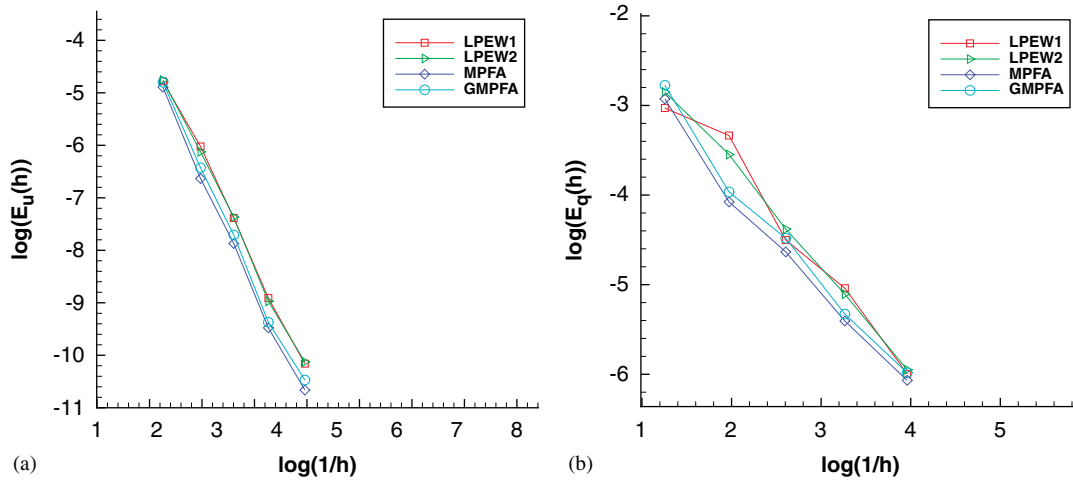 -4
-5
-6
-7
-8
-9
-10
-11
log(E_u(h))
1 2 3 4 5 6 7 8
log(1/h)
LPEW1
LPEW2
MPFA
GMPFA
(a)
-2
-3
-4
-5
-6
log(E_q(h))
1 2 3 4 5
log(1/h)
LPEW1
LPEW2
MPFA
GMPFA
(b)